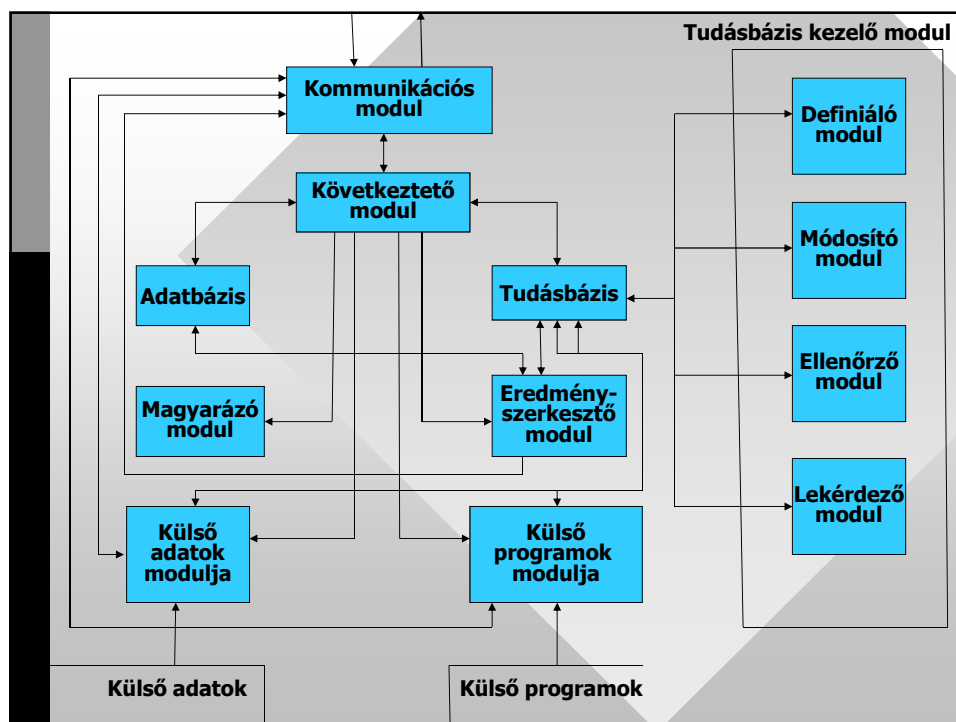 Tudásbázis kezelő modul
Kommunikációs
modul
Definiáló
modul
Következtető
modul
Módosító
modul
Adatbázis
Tudásbázis
Ellenőrző
modul
Magyarázó
modul
Eredmény-
szerkesztő
modul
Lekérdező
modul
Külső
adatok
modulja
Külső
programok
modulja
Külső adatok
Külső programok